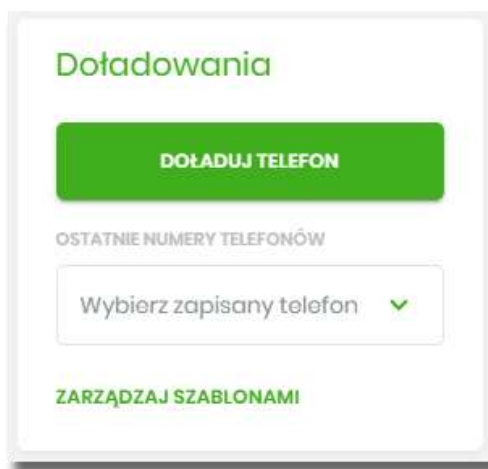 Doładowania
DOŁADUJ TELEFON
OSTATNIE NUMERY TELEFONÓW
Wybierz zapisany telefon
ZARZĄDZAJ SZABLONAMI